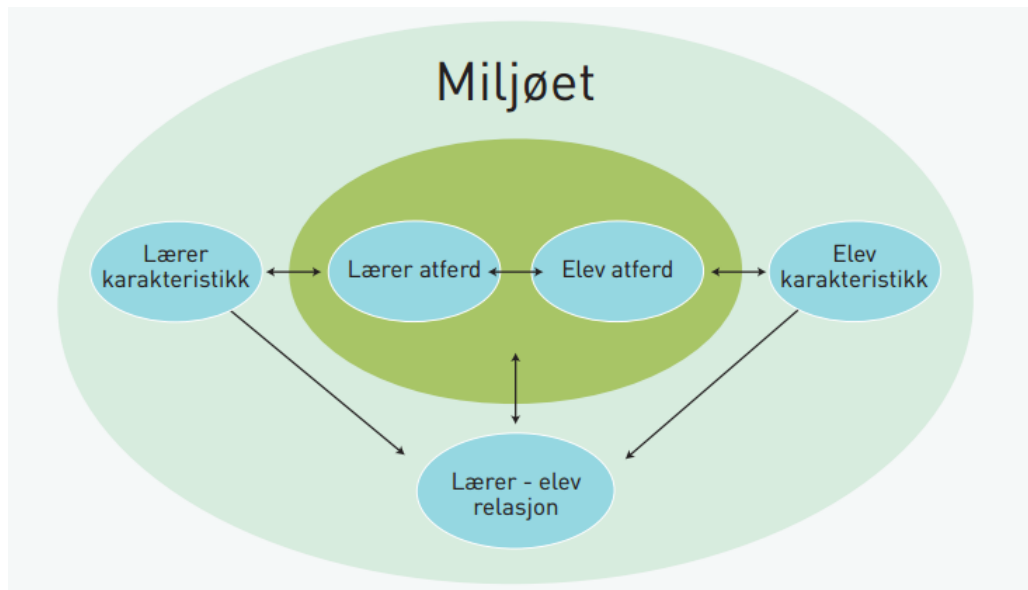 Miljøet
Lærer
karakteristikk
Lærer atferd
Elev atferd
Elev
karakteristikk
Lærer - elev
relasjon